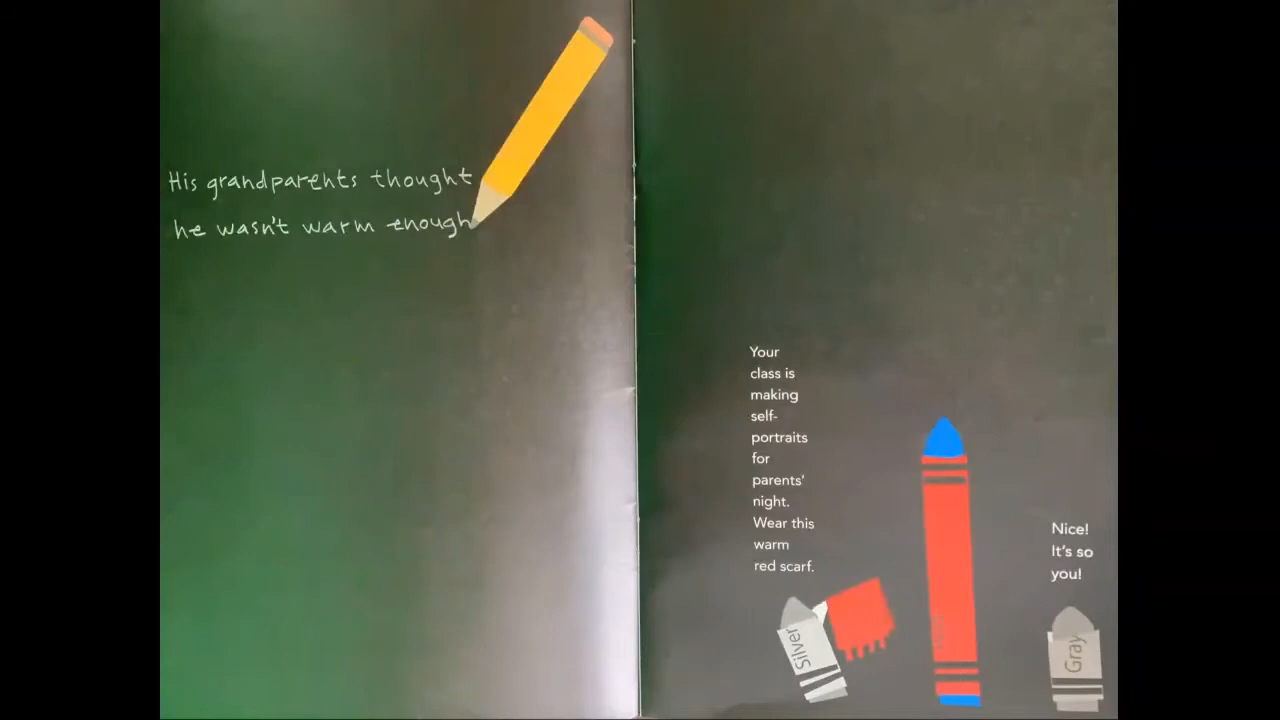 His grandparents thought
he wasn't warm enough
Your
class is
making
self-
portraits
for
parents'
night.
Wear this
warm
red scarf.
Nice!
It's so
you!
Silver
Gray